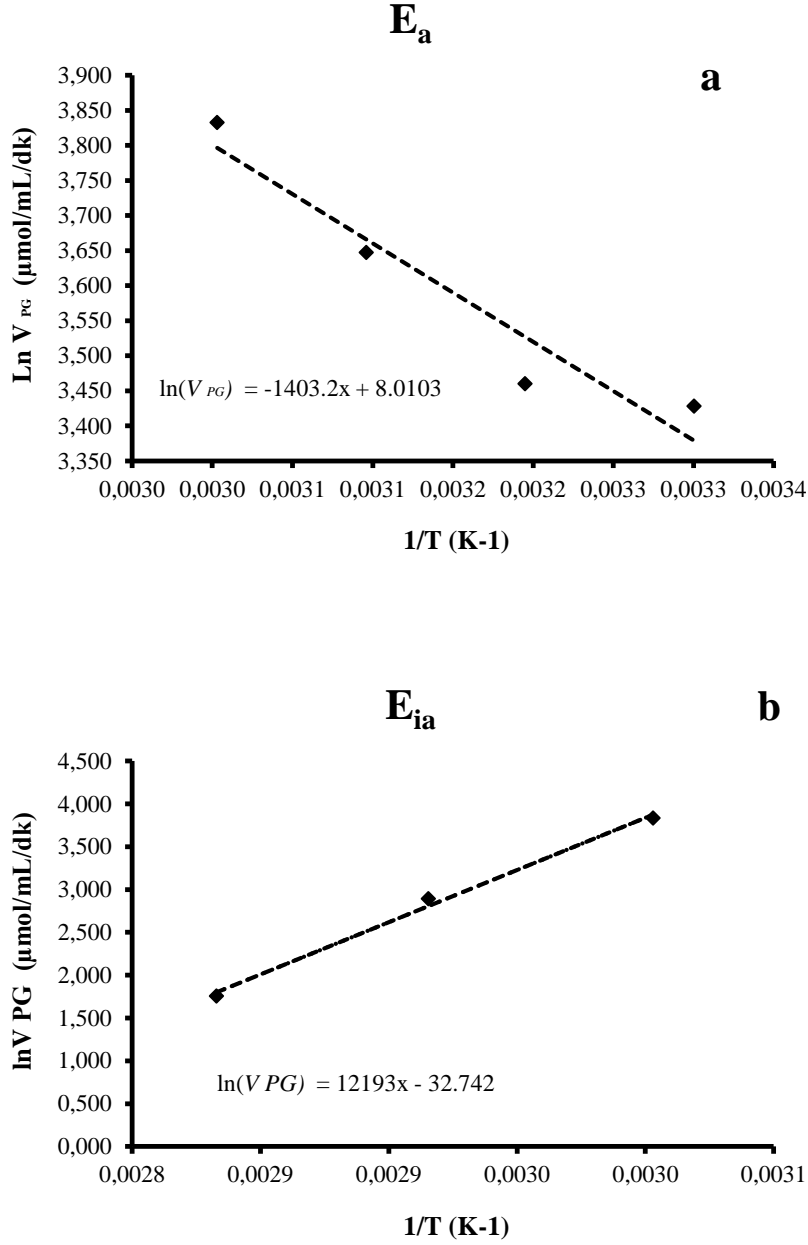 Ea
a
3,900
3,850
3,800
3,750
3,700
3,650
3,600
3,550
3,500
3,450
3,400
3,350
Ln V PG (µmol/mL/dk)
ln(V PG) = -1403.2x + 8.0103
0,0030 0,0030 0,0031 0,0031 0,0032 0,0032 0,0033 0,0033 0,0034
1/T (K-1)
Eia
b
4,500
4,000
3,500
3,000
2,500
2,000
1,500
1,000
0,500
0,000
lnV PG (µmol/mL/dk)
ln(V PG) = 12193x - 32.742
0,0028 0,0029 0,0029 0,0030 0,0030 0,0031
1/T (K-1)